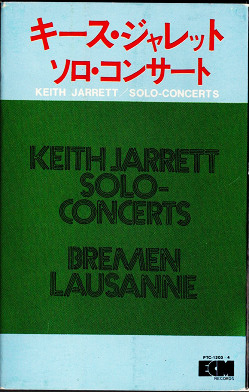 キース・ジャレット
ソロ・コンサート
KEITH JARRETT / SOLO-CONCERTS
KEITH JARRETT
SOLO-
CONCERTS
BREMEN
LAUSANNE
ECM
RECORDS